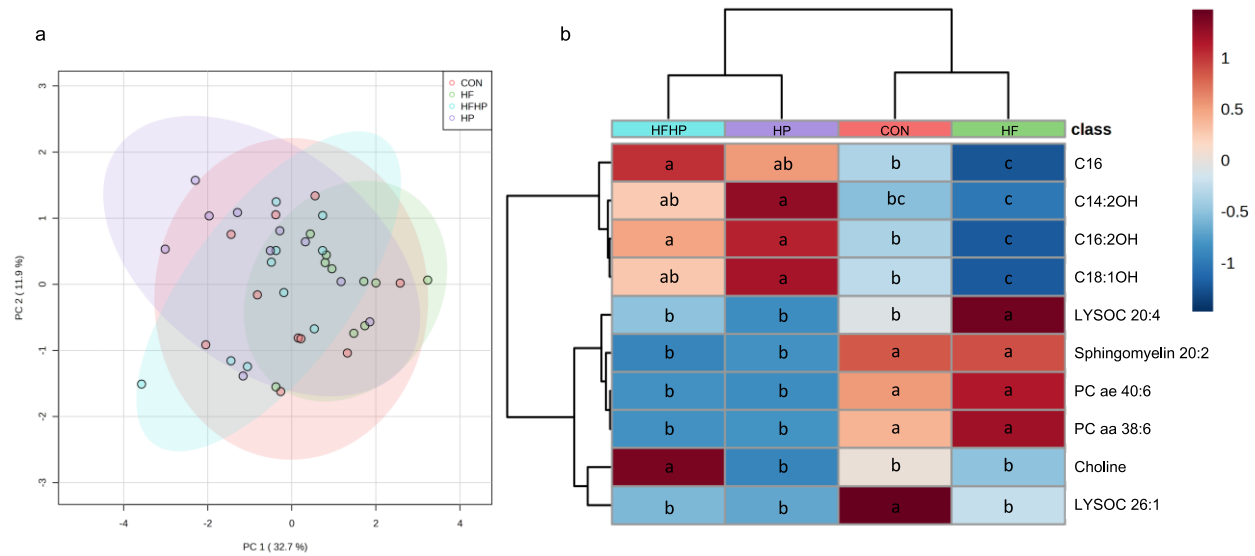 a
CON
HF
HFHP
HP
3
2
1
0
-1
-2
-3
PC 2 ( 11.9 %)
-4
-2
0
2
4
PC 1 ( 32.7 %)
b
HFHP HP CON HF class
a ab b c C16
ab a bc c C14:2OH
a a b c C16:2OH
ab a b c C18:1OH
b b b a LYSOC 20:4
b b a a Sphingomyelin 20:2
b b a a PC ae 40:6
b b a a PC aa 38:6
a b b b Choline
b b a b LYSOC 26:1
1
0.5
0
-0.5
-1